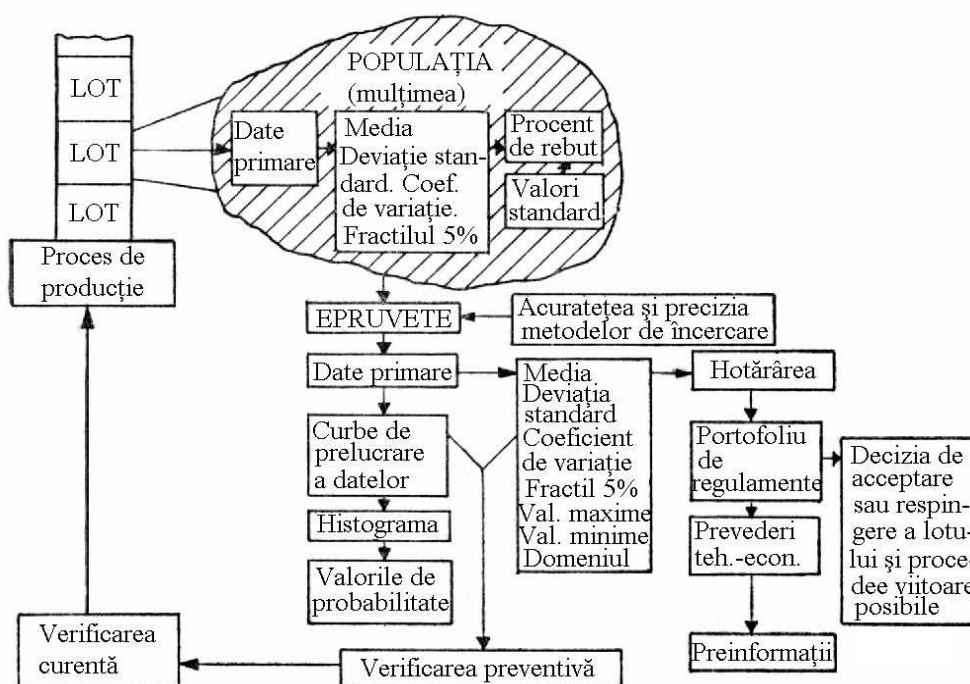 LOT
LOT
LOT
Proces de
producție
POPULAȚIA
(mulțimea)
Date
primare
Media
Deviație stan-
dard. Coef.
de variație.
Fractilul 5%
Procent
de rebut
Valori
standard
EPRUVETE
Acuratețea și precizia
metodelor de încercare
Date primare
Curbe de
prelucrare
a datelor
Histograma
Valorile de
probabilitate
Media
Deviația
standard
Coeficient
de variație
Fractil 5%
Val. maxime
Val. minime
Domeniul
Hotărârea
Portofoliu
de
regulamente
Prevederi
teh.-econ.
Preinformații
Decizia de
acceptare
sau respin-
gere a lotu-
lui și proce-
dee viitoare
posibile
Verificarea
curentă
Verificarea preventivă